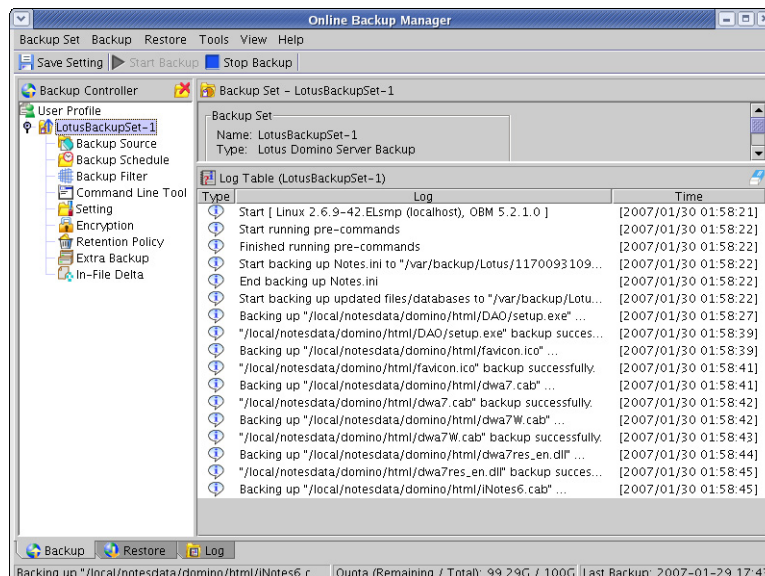 Online Backup Manager
Backup Set Backup Restore Tools View Help
Save Setting Start Backup Stop Backup
Backup Controller
User Profile
LotusBackupSet-1
Backup Source
Backup Schedule
Backup Filter
Command Line Tool
Setting
Encryption
Retention Policy
Extra Backup
In-File Delta
Backup Set - LotusBackupSet-1
Backup Set
Name: LotusBackupSet-1
Type: Lotus Domino Server Backup
Log Table (LotusBackupSet-1)
Type Log Time
Start [ Linux 2.6.9-42.ELsmp (localhost), OBM 5.2.1.0 ] [2007/01/30 01:58:21]
Start running pre-commands [2007/01/30 01:58:22]
Finished running pre-commands [2007/01/30 01:58:22]
Start backing up Notes.ini to "/var/backup/Lotus/1170093109... [2007/01/30 01:58:22]
End backing up Notes.ini [2007/01/30 01:58:22]
Start backing up updated files/databases to "/var/backup/Lotu... [2007/01/30 01:58:22]
Backing up "/local/notesdata/domino/html/DAO/setup.exe" ... [2007/01/30 01:58:27]
"/local/notesdata/domino/html/DAO/setup.exe" backup succes... [2007/01/30 01:58:39]
Backing up "/local/notesdata/domino/html/favicon.ico" ... [2007/01/30 01:58:39]
"/local/notesdata/domino/html/favicon.ico" backup successfully. [2007/01/30 01:58:41]
Backing up "/local/notesdata/domino/html/dwa7.cab" ... [2007/01/30 01:58:41]
"/local/notesdata/domino/html/dwa7.cab" backup successfully. [2007/01/30 01:58:42]
Backing up "/local/notesdata/domino/html/dwa7W.cab" ... [2007/01/30 01:58:42]
"/local/notesdata/domino/html/dwa7W.cab" backup successfully. [2007/01/30 01:58:43]
Backing up "/local/notesdata/domino/html/dwa7res_en.dll" ... [2007/01/30 01:58:44]
"/local/notesdata/domino/html/dwa7res_en.dll" backup succes... [2007/01/30 01:58:45]
Backing up "/local/notesdata/domino/html/iNotes6.cab" ... [2007/01/30 01:58:45]
Backup Restore Log
Backing up "/local/notesdata/domino/html/iNotes6.c Quota (Remaining / Total): 99.29G / 100G Last Backup: 2007-01-29 17:43